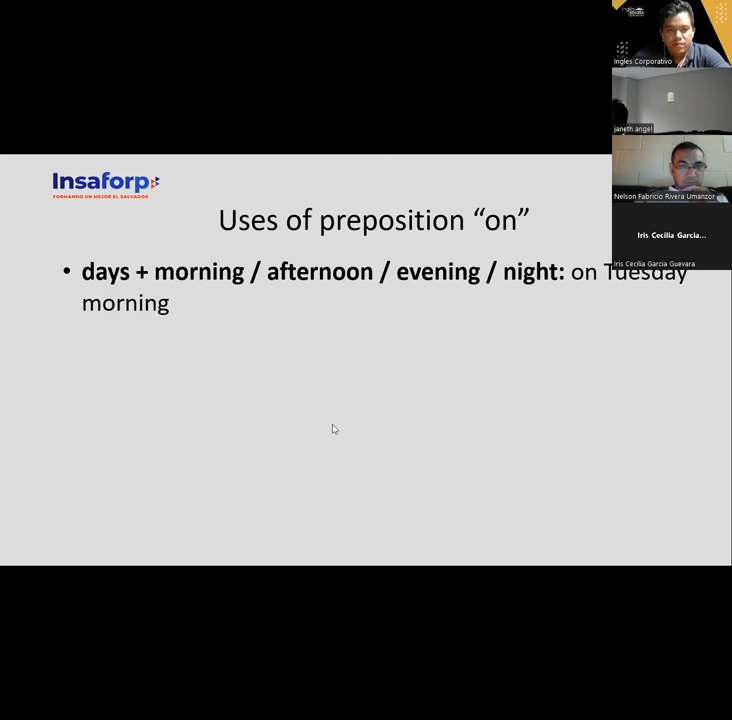 Inglés
Ingles Corporativo
janeth angel
Nelson Fabricio Rivera Umanzor
Iris Cecilia Garcia...
Iris Cecilia Garcia Guevara
Insaforp
FORMANDO UN MEJOR EL SALVADOR
Uses of preposition “on”
• days + morning / afternoon / evening / night: on Tuesday
morning